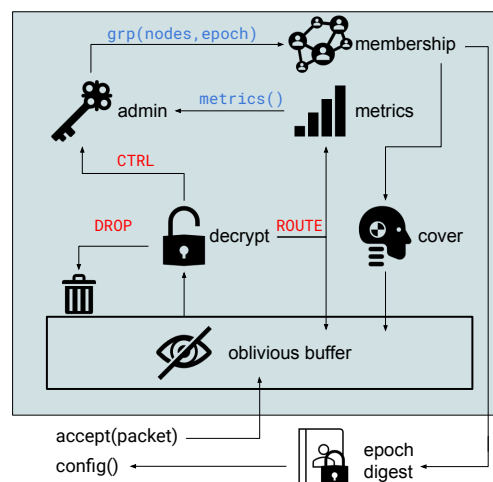 grp(nodes,epoch)
membership
admin
metrics()
metrics
CTRL
DROP
decrypt
ROUTE
cover
oblivious buffer
accept(packet)
config()
epoch
digest